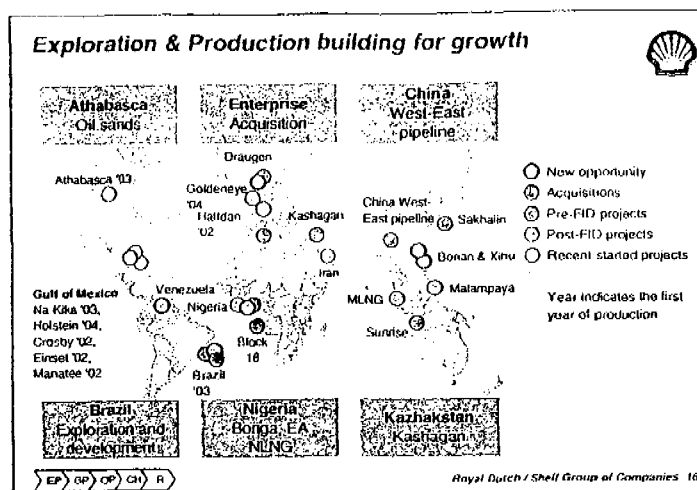 Exploration & Production building for growth
Athabasca
Oil sands
Enterprise
Acquisition
China
West-East
pipeline
Draugen
Athabasca '03
Goldeneye
'04
Halfdan
'02
Kashagan
Iran
China West-
East pipeline
Sakhalin
Bonan & Xihu
MLNG
Malampaya
Sunrise
New opportunity
Acquisitions
Pre-FID projects
Post-FID projects
Recent started projects
Year indicates the first
year of production
Gulf of Mexico
Na Kika '03,
Holstein '04,
Crosby '02,
Einset '02,
Manatee '02
Venezuela
Nigeria
Block
18
Brazil
'03
Brazil
Exploration and
development
Nigeria
Bonga, EA
NLNG
Kazhakstan
Kashagan
EP GP OP CH R
Royal Dutch / Shell Group of Companies 16